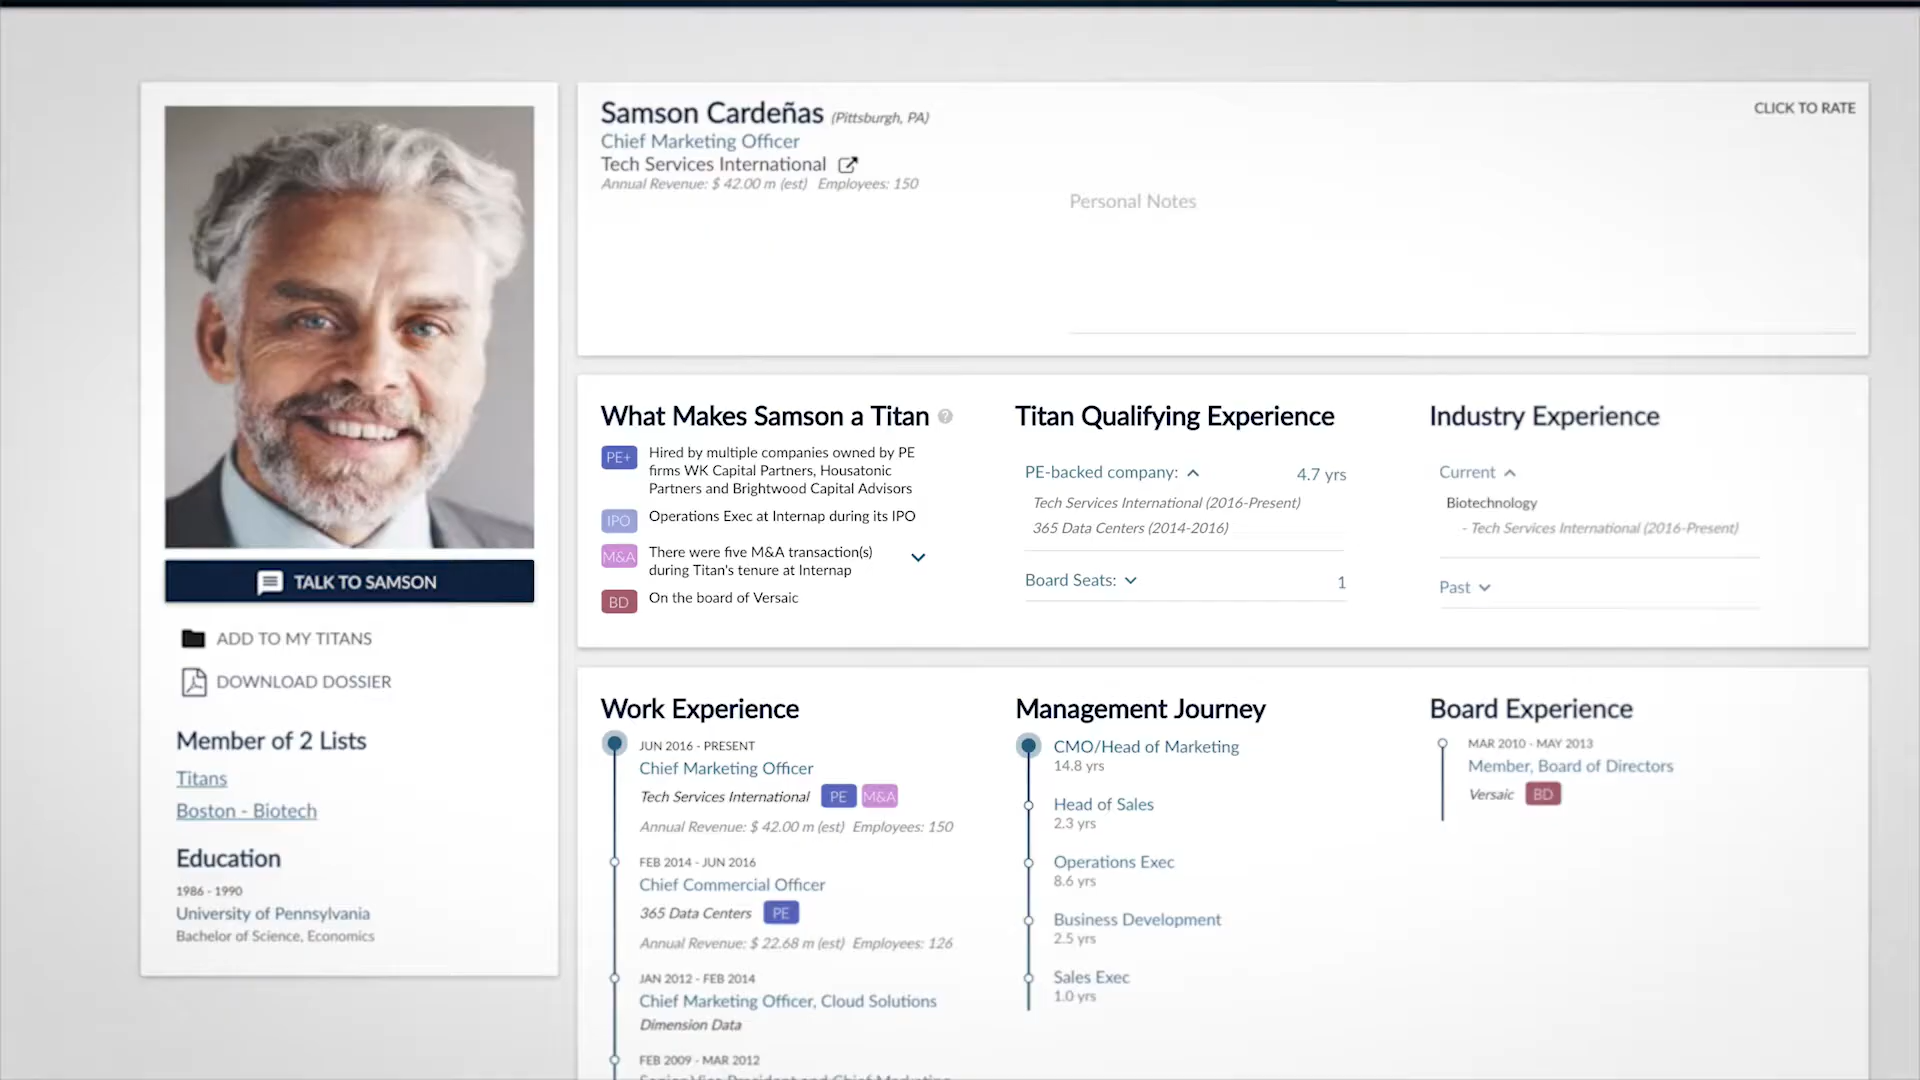 Samson Cardeñas (Pittsburgh, PA)
Chief Marketing Officer
Tech Services International
Annual Revenue: $ 42.00 m (est) Employees: 150
CLICK TO RATE
Personal Notes
TALK TO SAMSON
ADD TO MY TITANS
DOWNLOAD DOSSIER
Member of 2 Lists
Titans
Boston - Biotech
Education
1986 - 1990
University of Pennsylvania
Bachelor of Science, Economics
What Makes Samson a Titan ?
PE+ Hired by multiple companies owned by PE
firms WK Capital Partners, Housatonic
Partners and Brightwood Capital Advisors
IPO Operations Exec at Internap during its IPO
M&A There were five M&A transaction(s)
during Titan's tenure at Internap
BD On the board of Versaic
Titan Qualifying Experience
PE-backed company: 4.7 yrs
Tech Services International (2016-Present)
365 Data Centers (2014-2016)
Board Seats: 1
Industry Experience
Current
Biotechnology
- Tech Services International (2016-Present)
Past
Work Experience
JUN 2016 - PRESENT
Chief Marketing Officer
Tech Services International PE M&A
Annual Revenue: $ 42.00 m (est) Employees: 150
FEB 2014 - JUN 2016
Chief Commercial Officer
365 Data Centers PE
Annual Revenue: $ 22.68 m (est) Employees: 126
JAN 2012 - FEB 2014
Chief Marketing Officer, Cloud Solutions
Dimension Data
FEB 2009 - MAR 2012
Senior Vice President and Chief Marketing
Management Journey
CMO/Head of Marketing
14.8 yrs
Head of Sales
2.3 yrs
Operations Exec
8.6 yrs
Business Development
2.5 yrs
Sales Exec
1.0 yrs
Board Experience
MAR 2010 - MAY 2013
Member, Board of Directors
Versaic BD